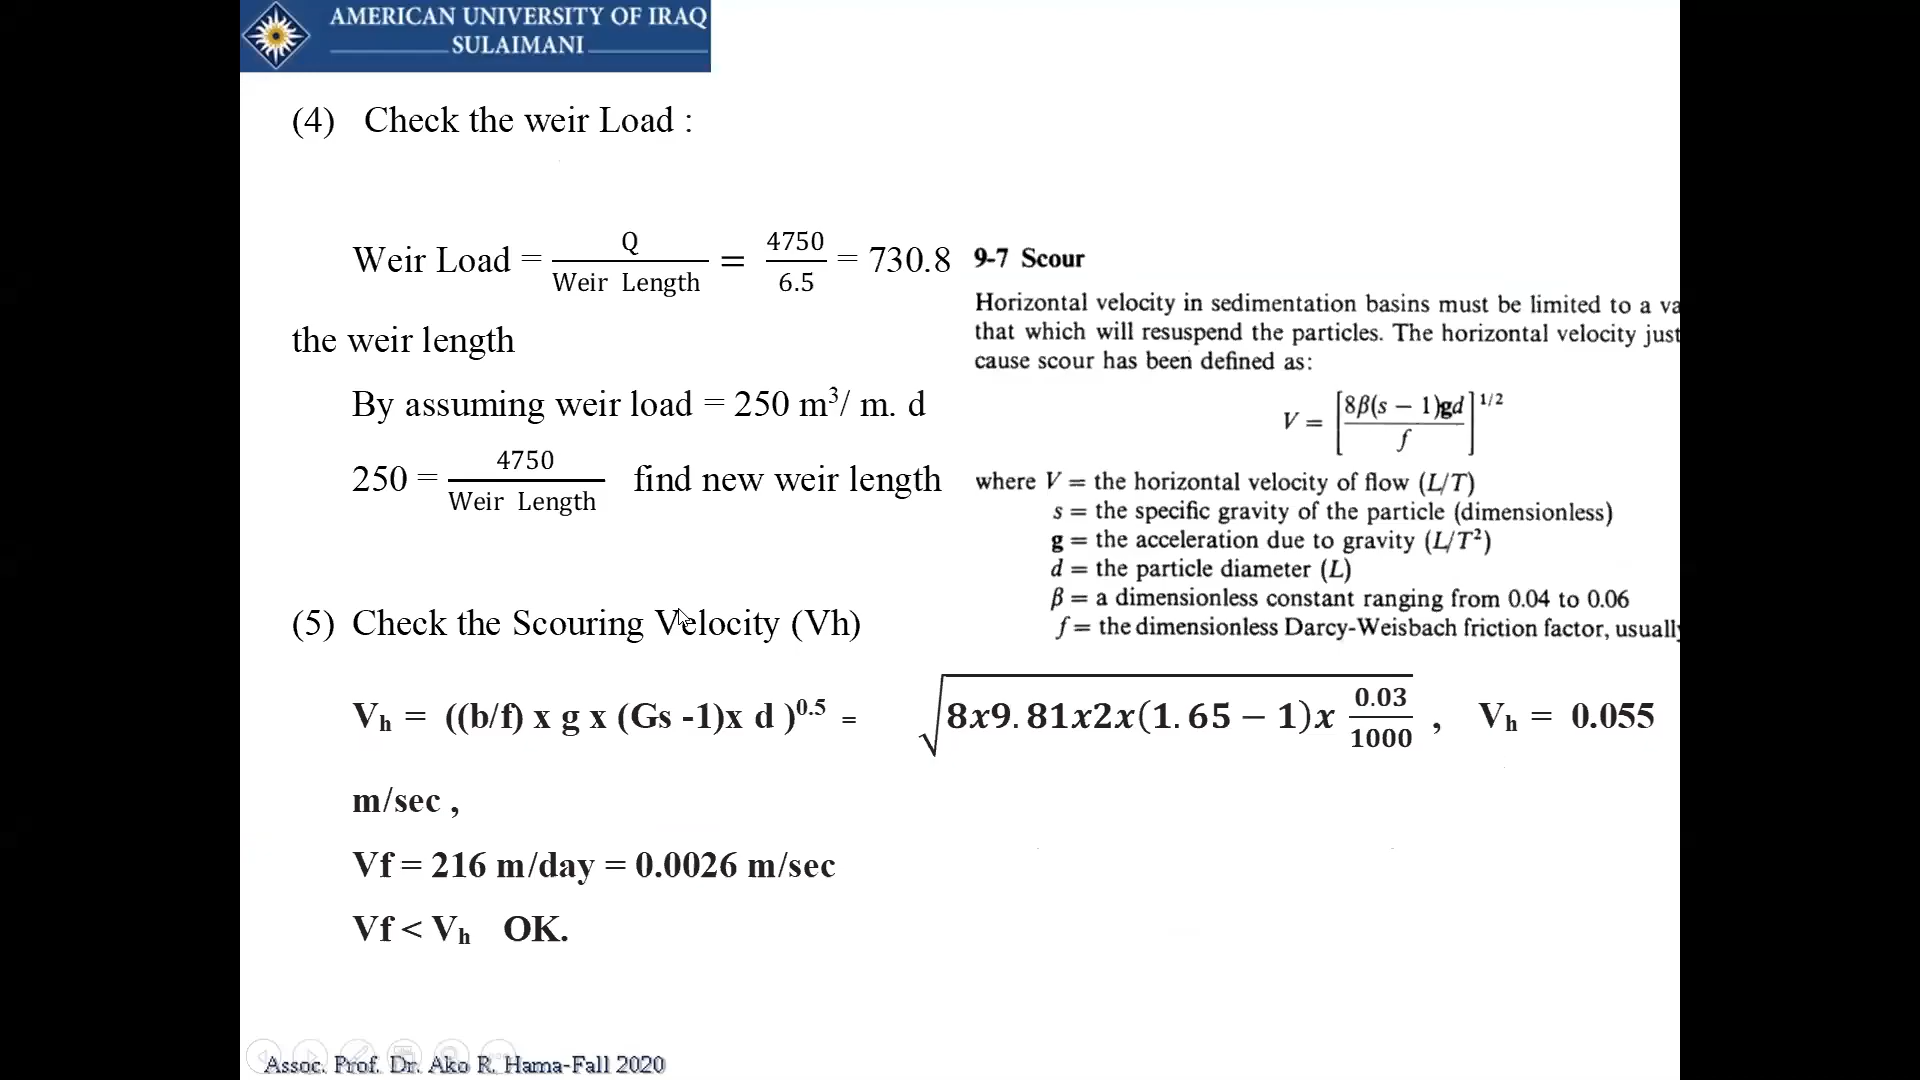 AMERICAN UNIVERSITY OF IRAQ
SULAIMANI
(4) Check the weir Load :
Weir Load = Q / Weir Length = 4750 / 6.5 = 730.8
the weir length
By assuming weir load = 250 m³/ m. d
250 = 4750 / Weir Length find new weir length
9-7 Scour
Horizontal velocity in sedimentation basins must be limited to a va
that which will resuspend the particles. The horizontal velocity just
cause scour has been defined as:
V = [8β(s − 1)gd / f]^1/2
where V = the horizontal velocity of flow (L/T)
s = the specific gravity of the particle (dimensionless)
g = the acceleration due to gravity (L/T²)
d = the particle diameter (L)
β = a dimensionless constant ranging from 0.04 to 0.06
f = the dimensionless Darcy-Weisbach friction factor, usually
(5) Check the Scouring Velocity (Vh)
Vh = ((b/f) x g x (Gs -1)x d )^0.5 = √8x9.81x2x(1.65 − 1)x 0.03 / 1000 , Vh = 0.055
m/sec ,
Vf = 216 m/day = 0.0026 m/sec
Vf < Vh OK.
Assoc. Prof. Dr. Ako R. Hama-Fall 2020